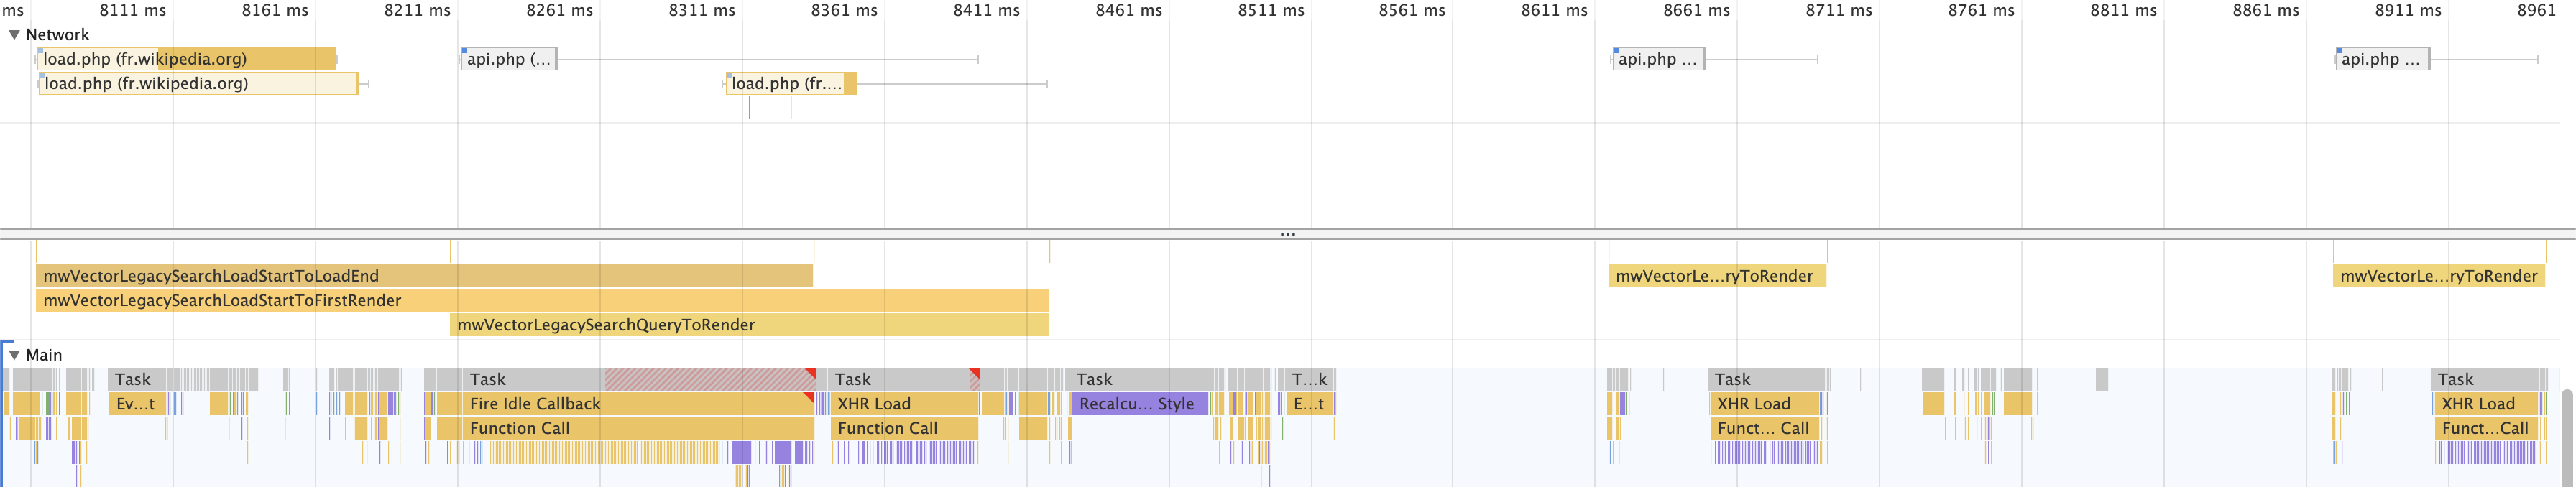 ms 8111 ms 8161 ms 8211 ms 8261 ms 8311 ms 8361 ms 8411 ms 8461 ms 8511 ms 8561 ms 8611 ms 8661 ms 8711 ms 8761 ms 8811 ms 8861 ms 8911 ms 8961
Network
load.php (fr.wikipedia.org) api.php (... api.php ... api.php ...
load.php (fr.wikipedia.org) load.php (fr....
...
mwVectorLegacySearchLoadStartToLoadEnd mwVectorLe...ryToRender mwVectorLe...ryToRender
mwVectorLegacySearchLoadStartToFirstRender
mwVectorLegacySearchQueryToRender
Main
Task Task Task Task T...k Task Task
Ev...t Fire Idle Callback XHR Load Recalcu... Style E...t XHR Load XHR Load
Function Call Function Call Funct... Call Funct...Call